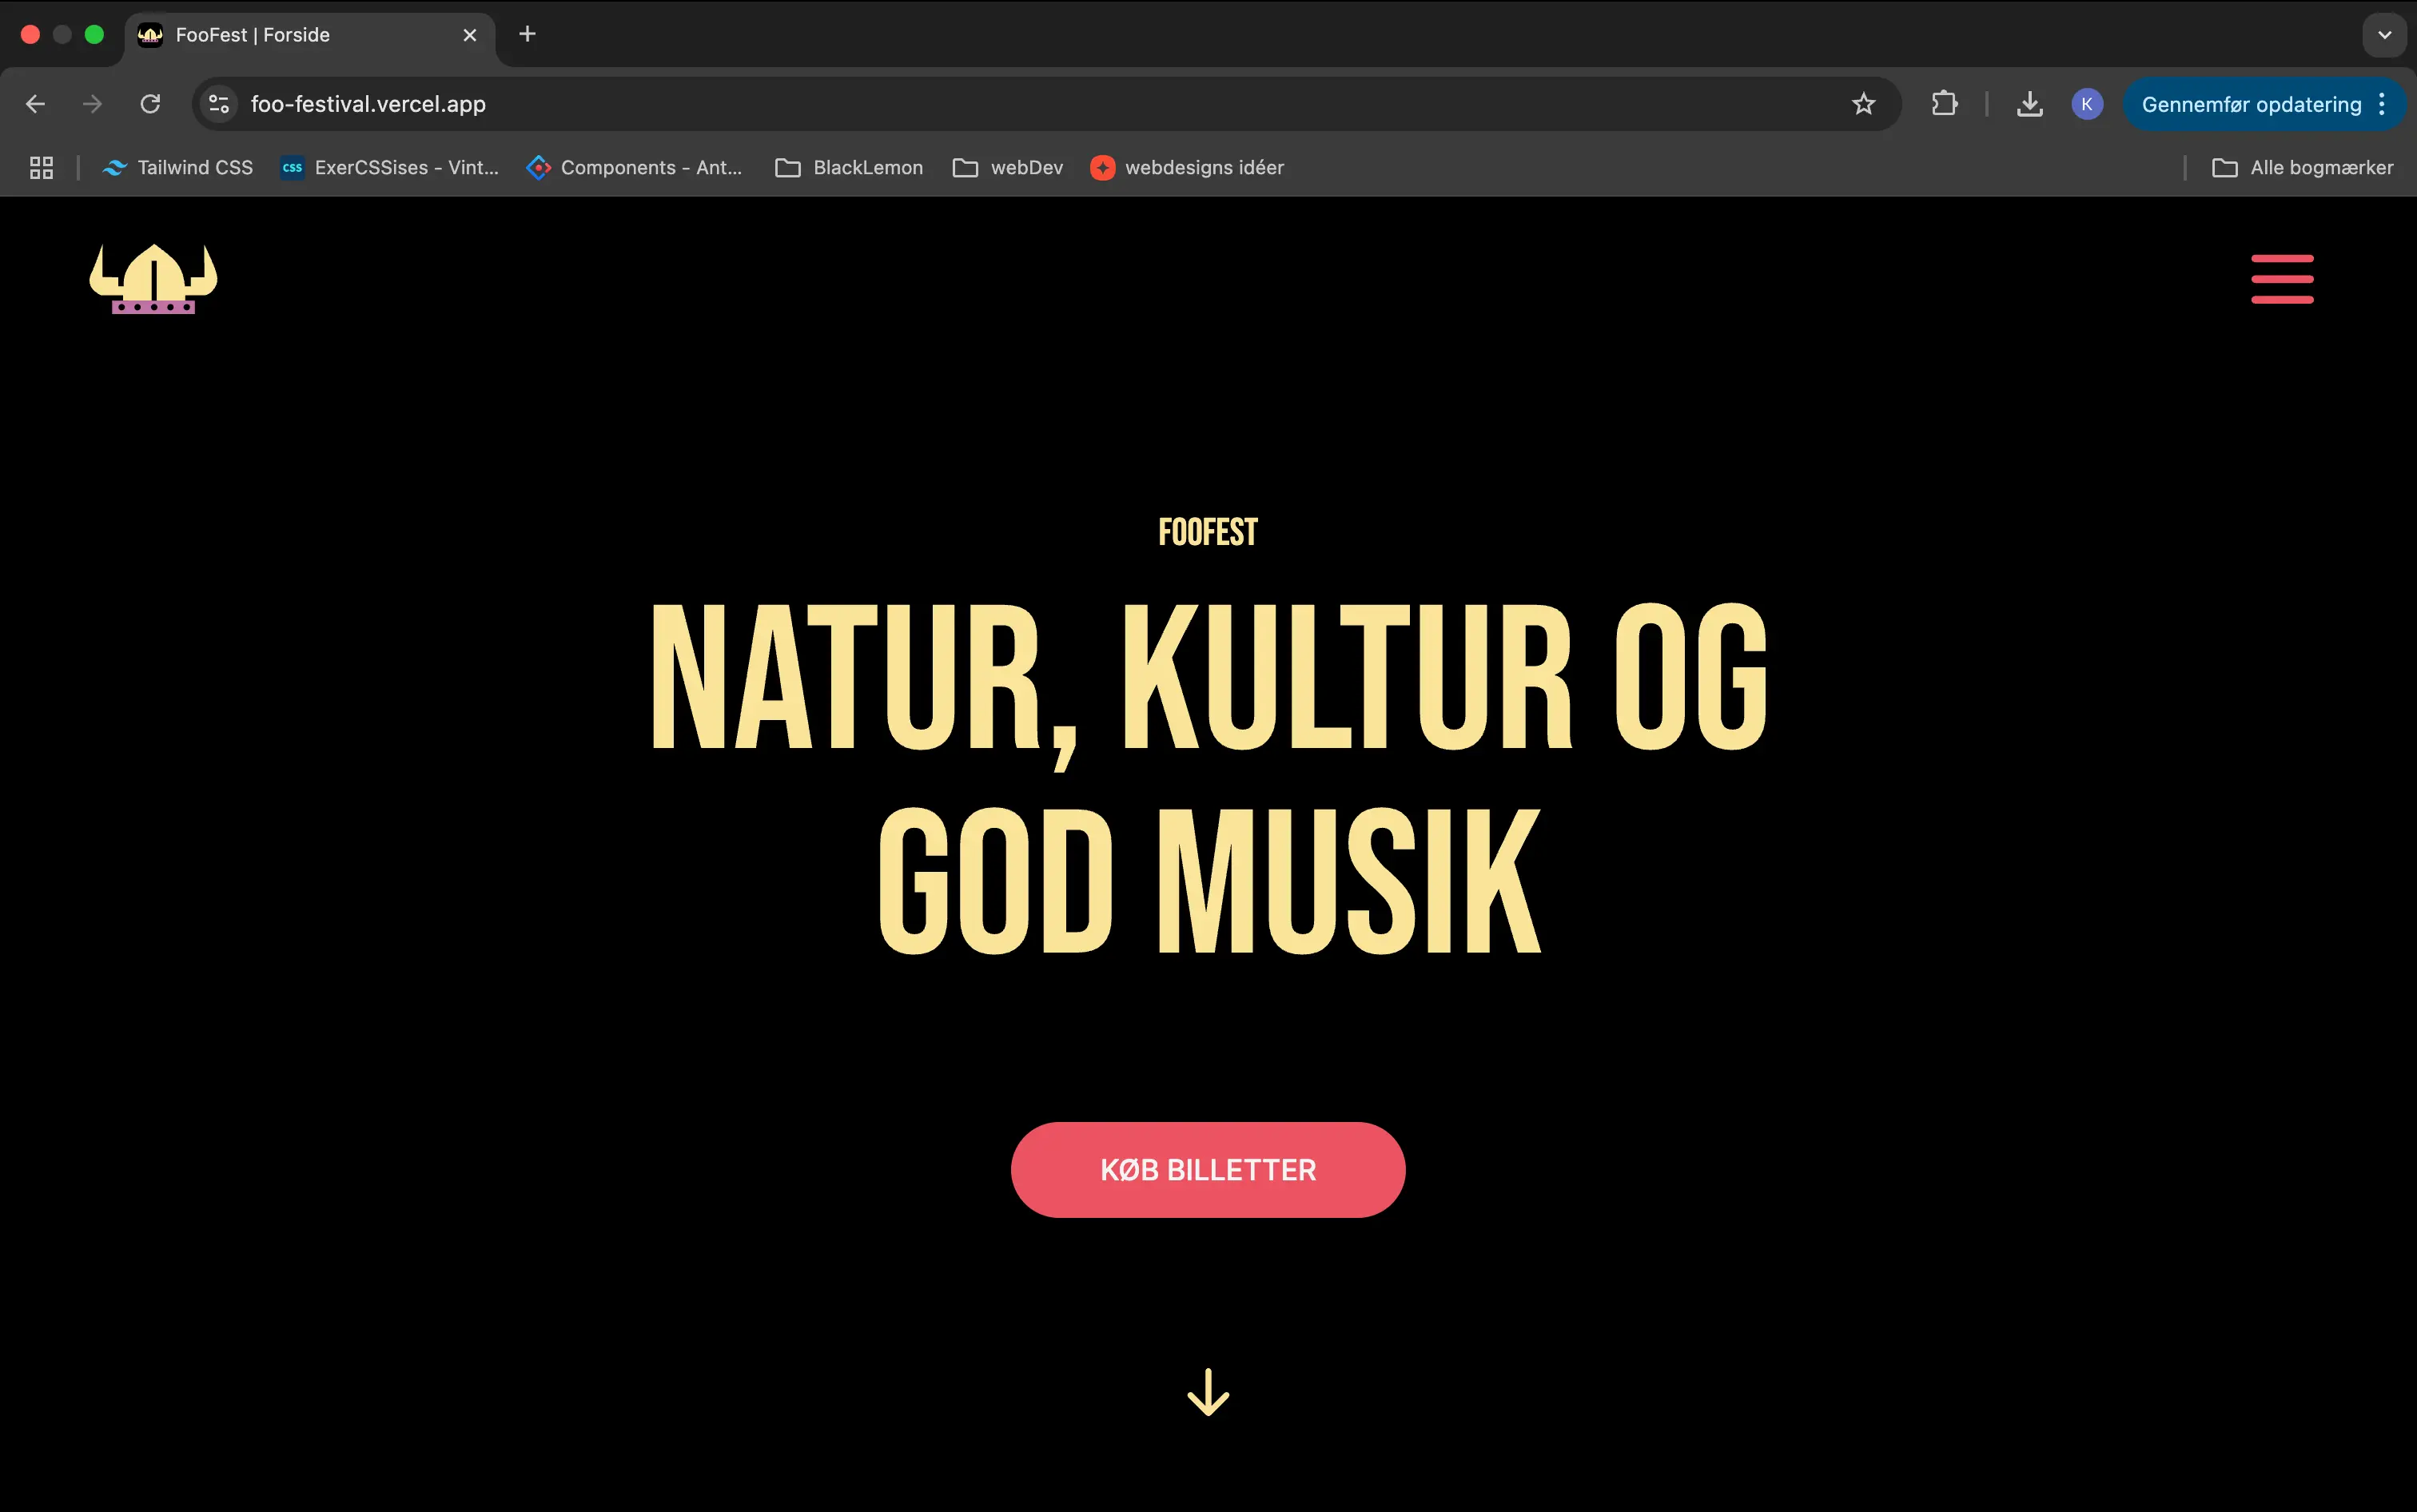 FooFest | Forside
foo-festival.vercel.app
K
Gennemfør opdatering
Tailwind CSS
css
ExerCSSises - Vint...
Components - Ant...
BlackLemon
webDev
webdesigns idéer
Alle bogmærker
FOOFEST
NATUR, KULTUR OG
GOD MUSIK
KØB BILLETTER